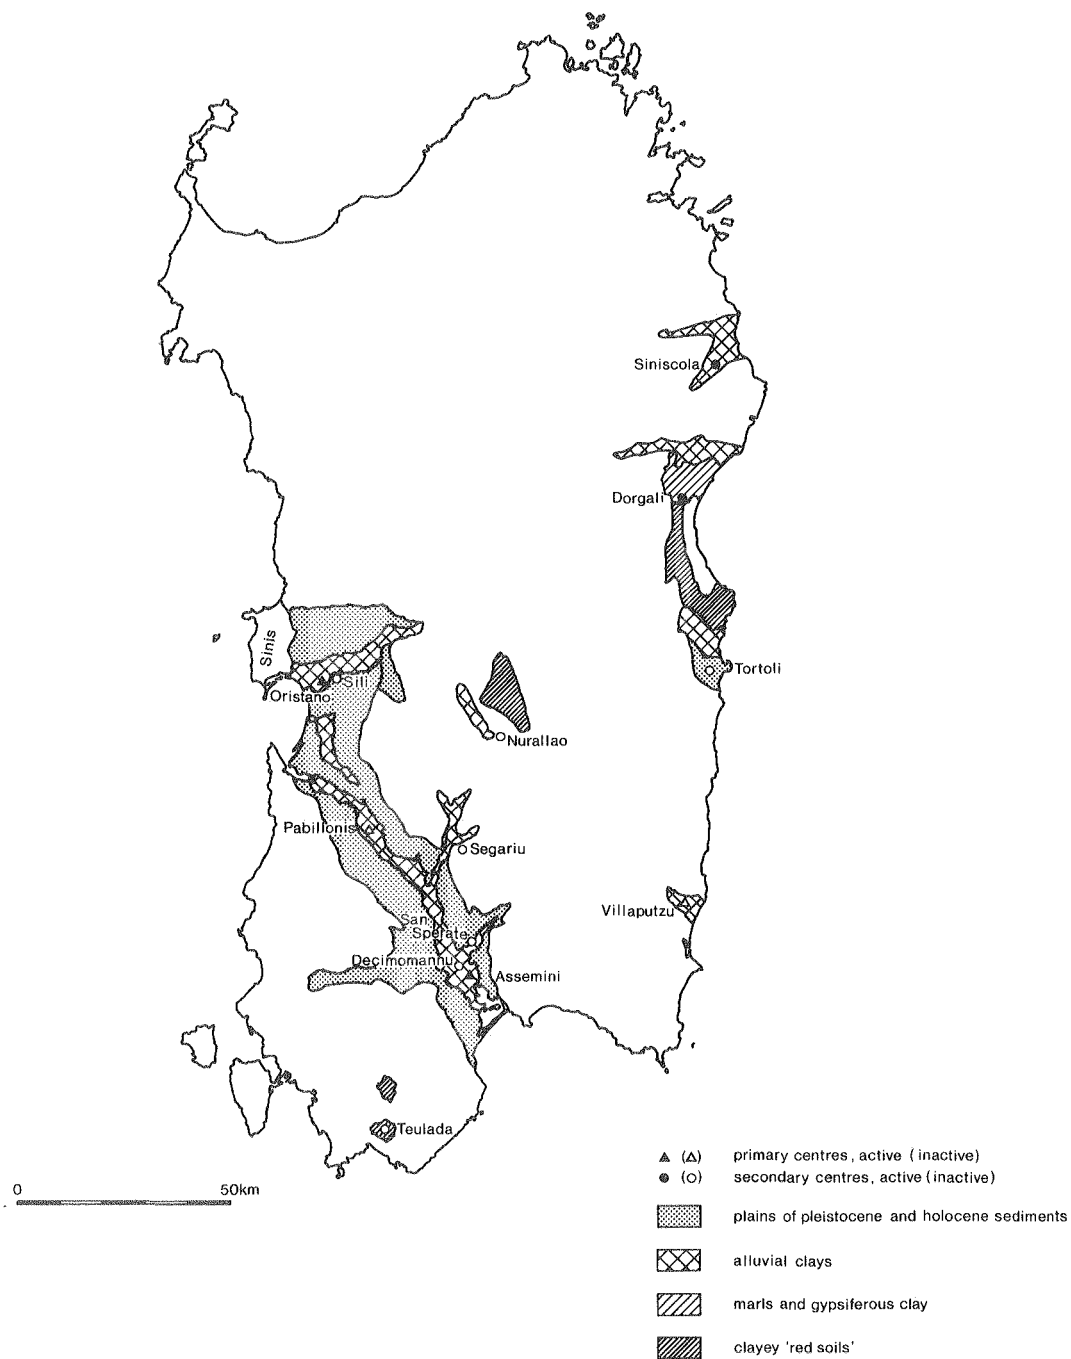 Siniscola
Dorgali
Sinis
Sili
Oristano
Tortoli
Nurallao
Pabillonis
Segariu
Villaputzu
San
Sperate
Decimomannu
Assemini
Teulada
0 50km
primary centres, active (inactive)
secondary centres, active (inactive)
plains of pleistocene and holocene sediments
alluvial clays
marls and gypsiferous clay
clayey 'red soils'